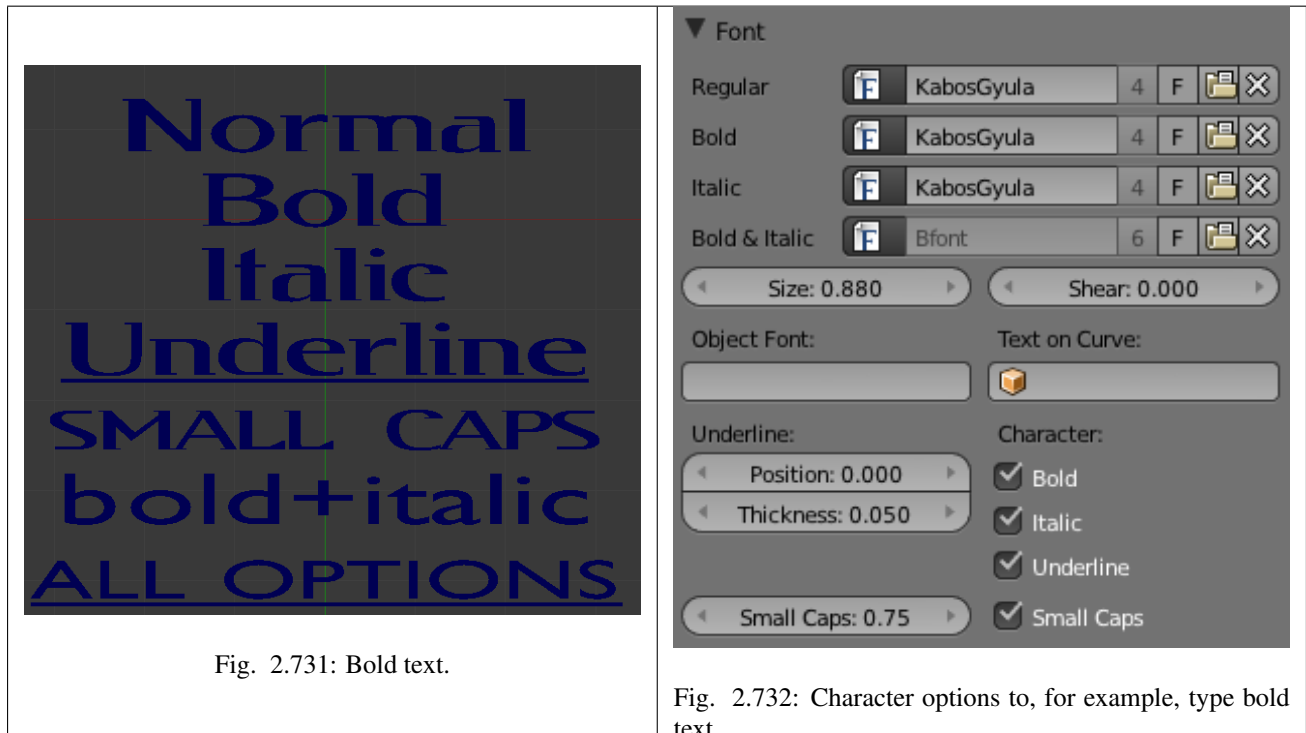 Normal
Bold
Italic
Underline
SMALL CAPS
bold+italic
ALL OPTIONS
Fig. 2.731: Bold text.
Font
Regular F KabosGyula 4 F
Bold F KabosGyula 4 F
Italic F KabosGyula 4 F
Bold & Italic F Bfont 6 F
Size: 0.880 Shear: 0.000
Object Font: Text on Curve:
Underline: Character:
Position: 0.000 Bold
Thickness: 0.050 Italic
Underline
Small Caps: 0.75 Small Caps
Fig. 2.732: Character options to, for example, type bold
text